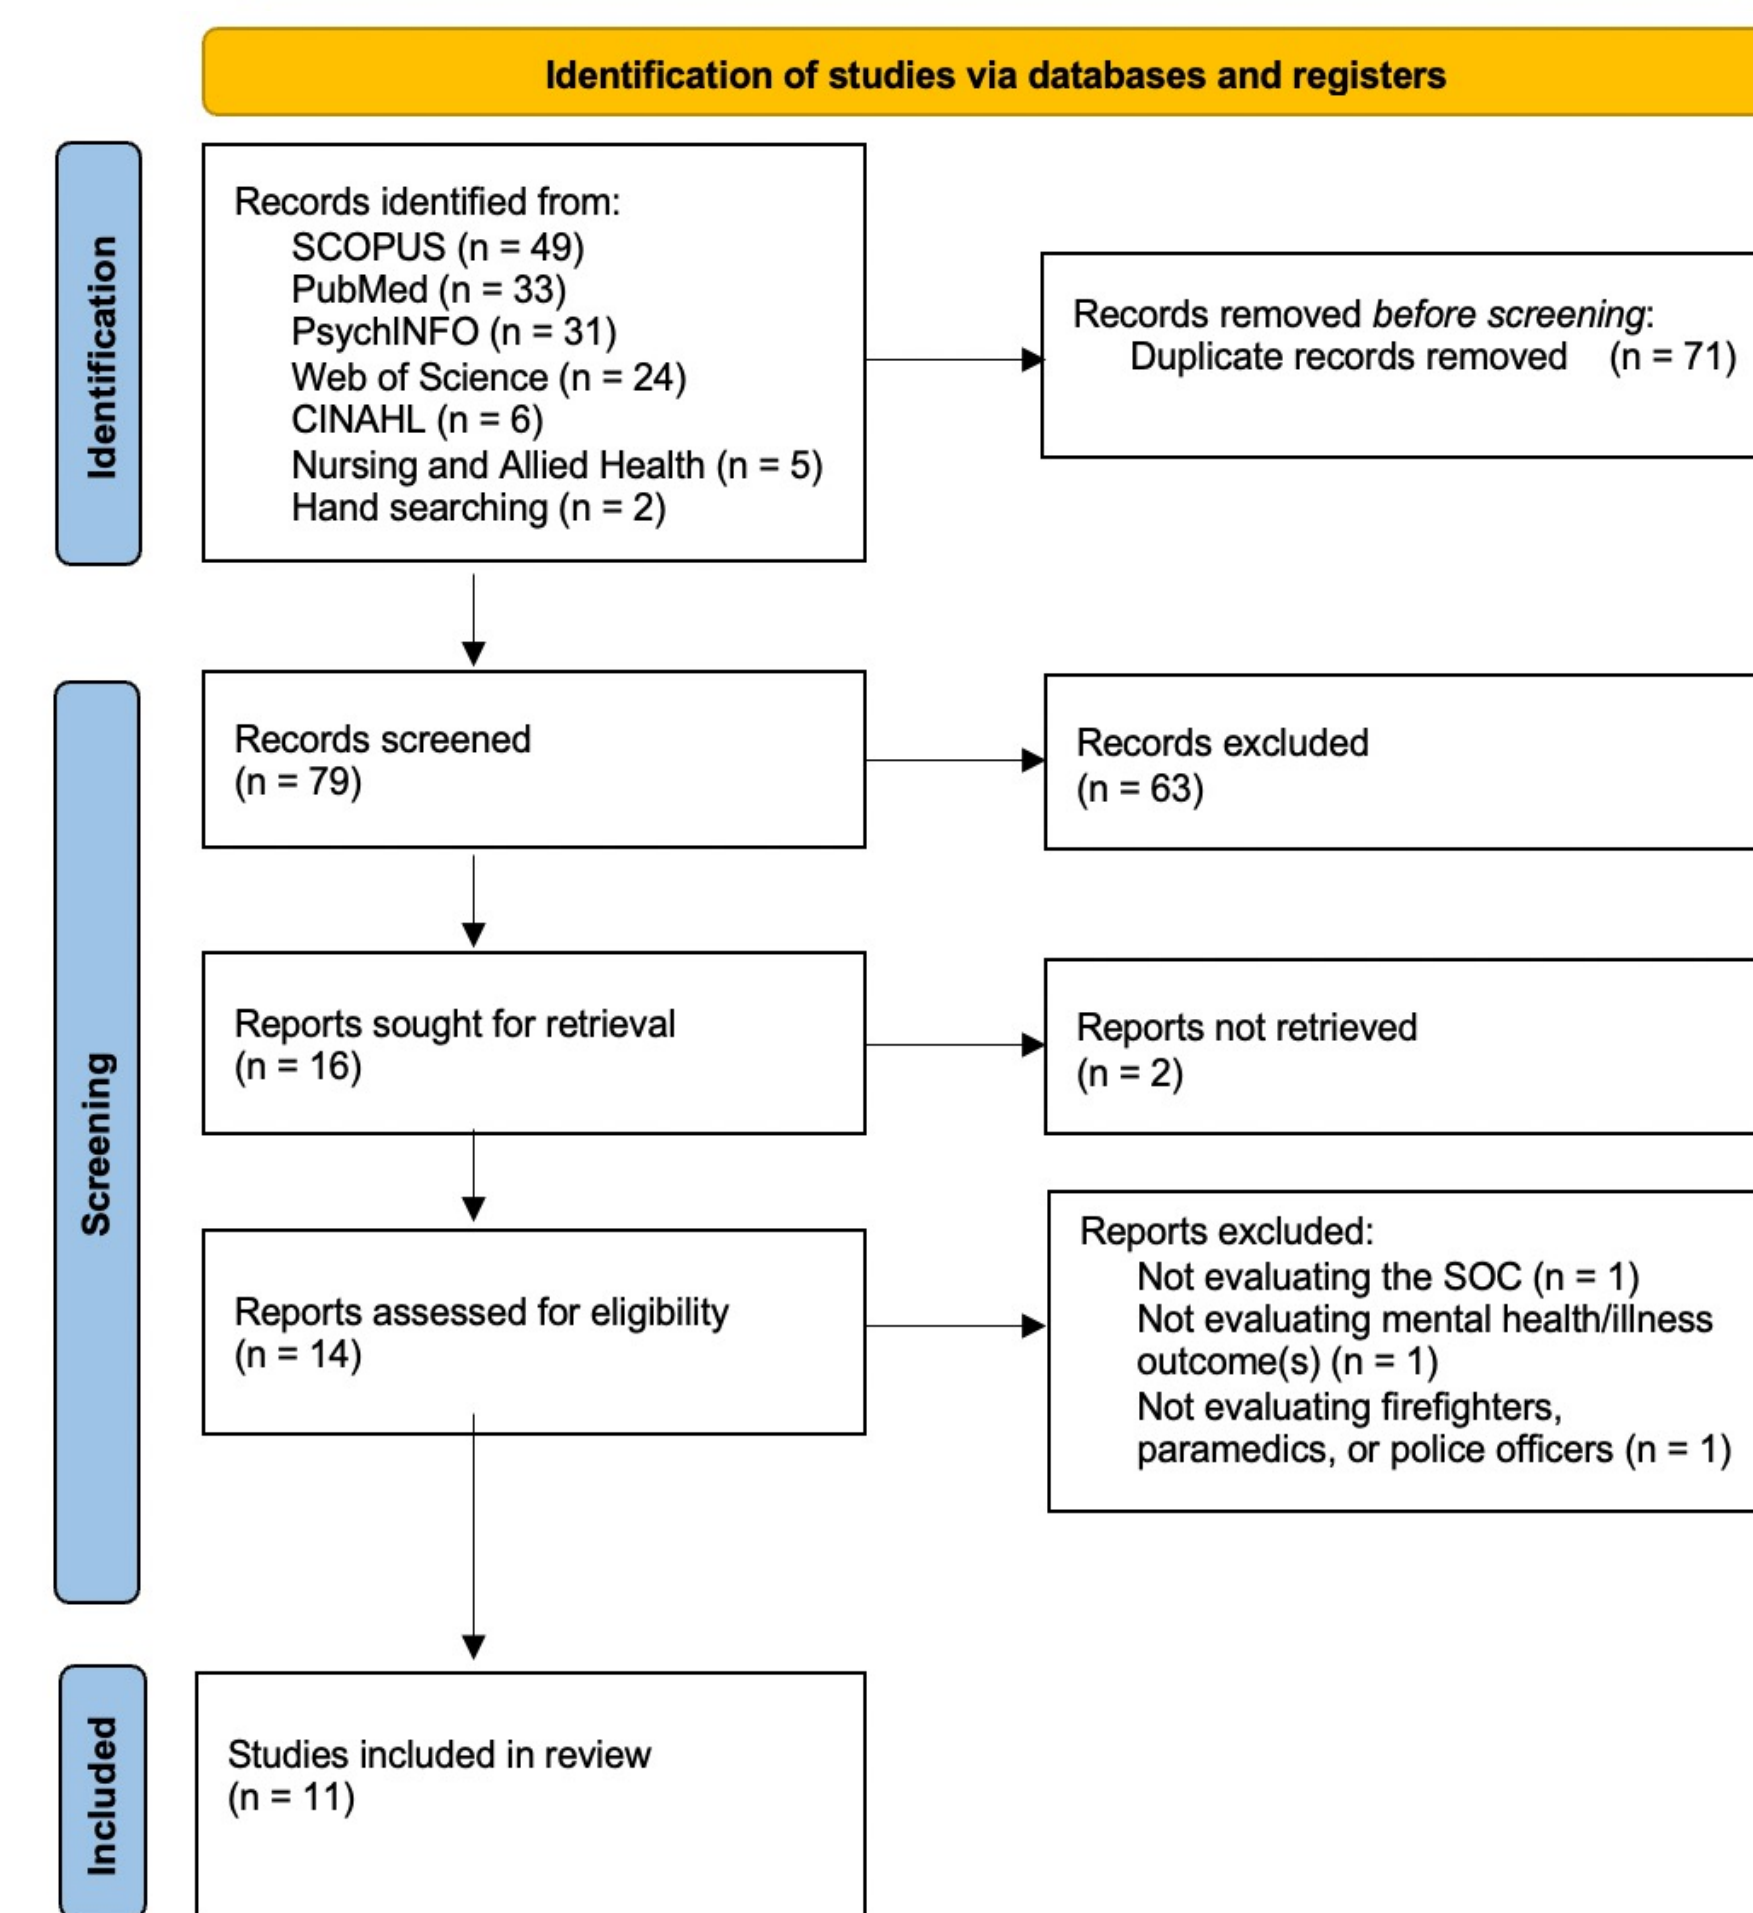 Identification of studies via databases and registers
Identification
Records identified from:
SCOPUS (n = 49)
PubMed (n = 33)
PsychINFO (n = 31)
Web of Science (n = 24)
CINAHL (n = 6)
Nursing and Allied Health (n = 5)
Hand searching (n = 2)
Records removed before screening:
Duplicate records removed (n = 71)
Screening
Records screened
(n = 79)
Records excluded
(n = 63)
Reports sought for retrieval
(n = 16)
Reports not retrieved
(n = 2)
Reports assessed for eligibility
(n = 14)
Reports excluded:
Not evaluating the SOC (n = 1)
Not evaluating mental health/illness
outcome(s) (n = 1)
Not evaluating firefighters,
paramedics, or police officers (n = 1)
Included
Studies included in review
(n = 11)